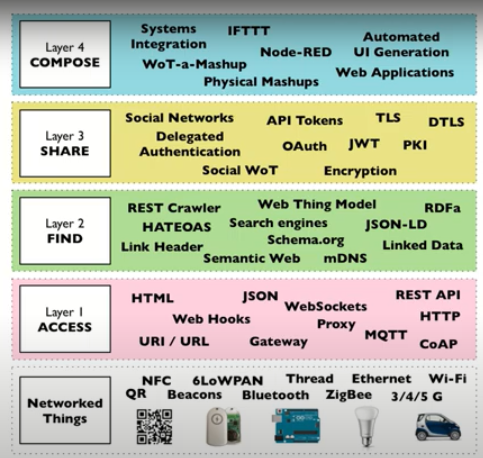 Layer 4
COMPOSE
Systems
Integration
IFTTT
Automated
UI Generation
Node-RED
WoT-a-Mashup
Web Applications
Physical Mashups
Layer 3
SHARE
Social Networks
API Tokens
TLS
DTLS
Delegated
Authentication
OAuth
JWT
PKI
Social WoT
Encryption
Layer 2
FIND
REST Crawler
Web Thing Model
RDFa
HATEOAS
Search engines
JSON-LD
Schema.org
Link Header
Linked Data
Semantic Web
mDNS
Layer 1
ACCESS
HTML
JSON
REST API
WebSockets
Web Hooks
Proxy
HTTP
URI / URL
Gateway
MQTT
CoAP
Networked
Things
NFC
6LoWPAN
Thread
Ethernet
Wi-Fi
QR
Beacons
Bluetooth
ZigBee
3/4/5 G